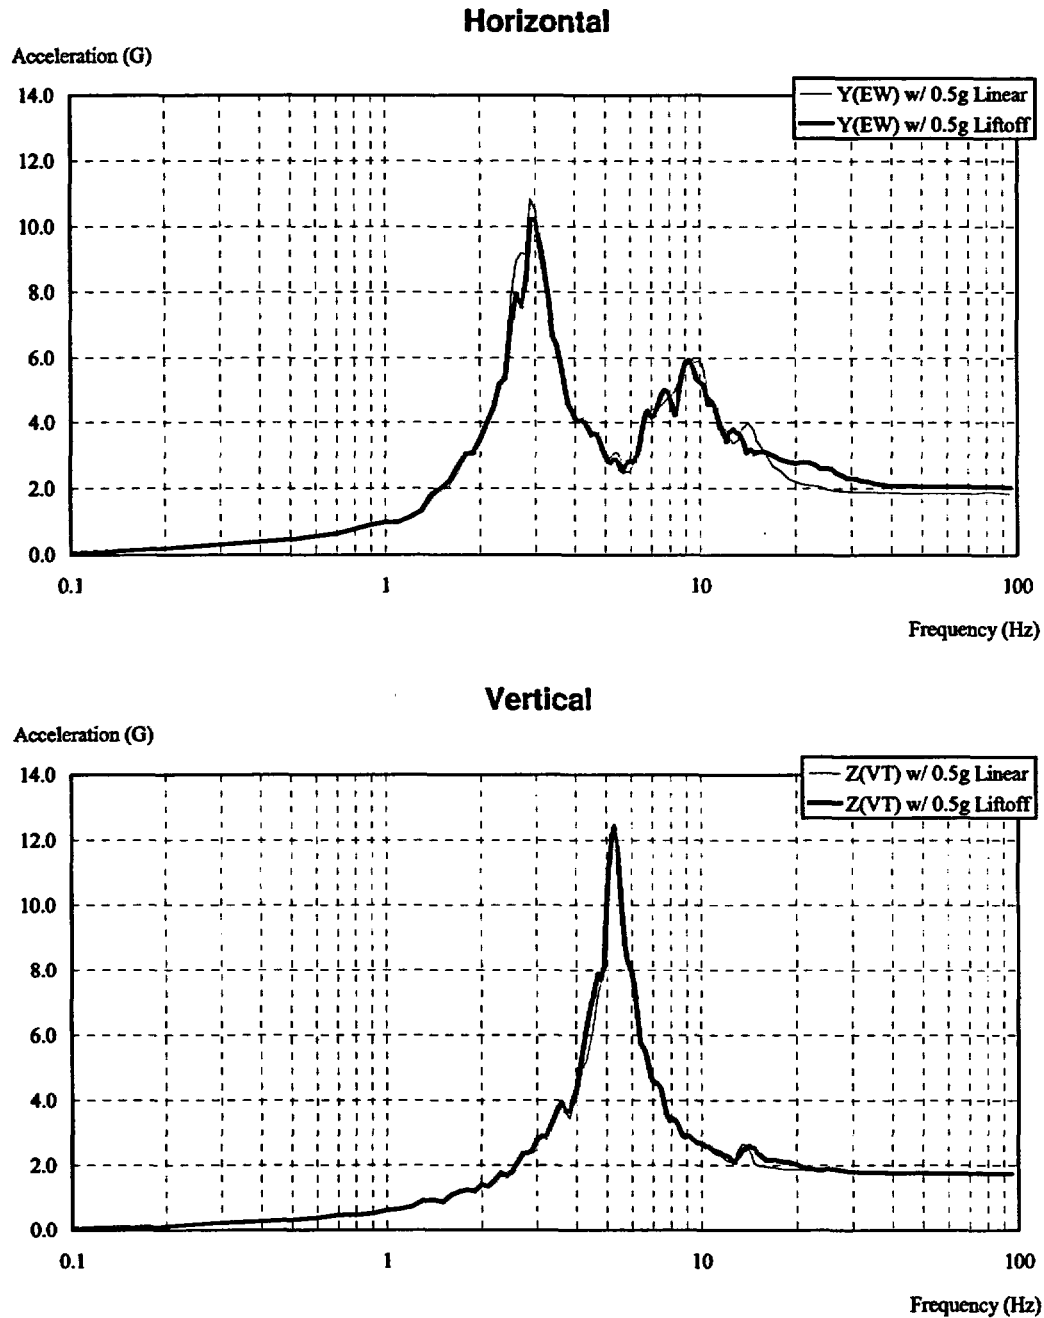 Horizontal
Acceleration (G)
14.0
Y(EW) w/ 0.5g Linear
Y(EW) w/ 0.5g Liftoff
12.0
10.0
8.0
6.0
4.0
2.0
0.0
0.1 1 10 100
Frequency (Hz)
Vertical
Acceleration (G)
14.0
Z(VT) w/ 0.5g Linear
Z(VT) w/ 0.5g Liftoff
12.0
10.0
8.0
6.0
4.0
2.0
0.0
0.1 1 10 100
Frequency (Hz)